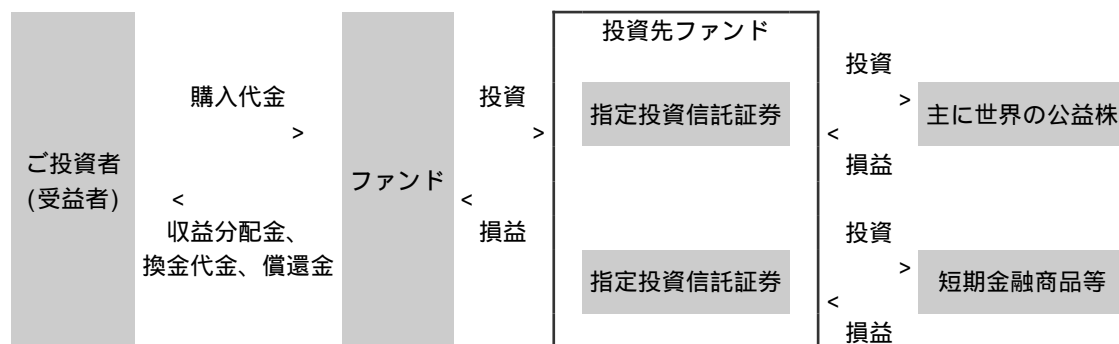 投資先ファンド
投資
購入代金
投資
指定投資信託証券
>
主に世界の公益株
>
>
<
ご投資者
(受益者)
ファンド
損益
<
<
収益分配金、
損益
投資
換金代金、償還金
指定投資信託証券
>
短期金融商品等
<
損益